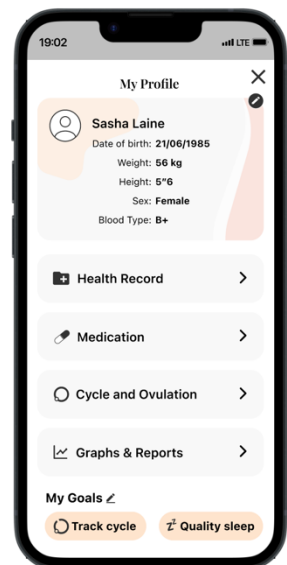 19:02 LTE
My Profile
Sasha Laine
Date of birth: 21/06/1985
Weight: 56 kg
Height: 5"6
Sex: Female
Blood Type: B+
Health Record
Medication
Cycle and Ovulation
Graphs & Reports
My Goals
Track cycle
Quality sleep